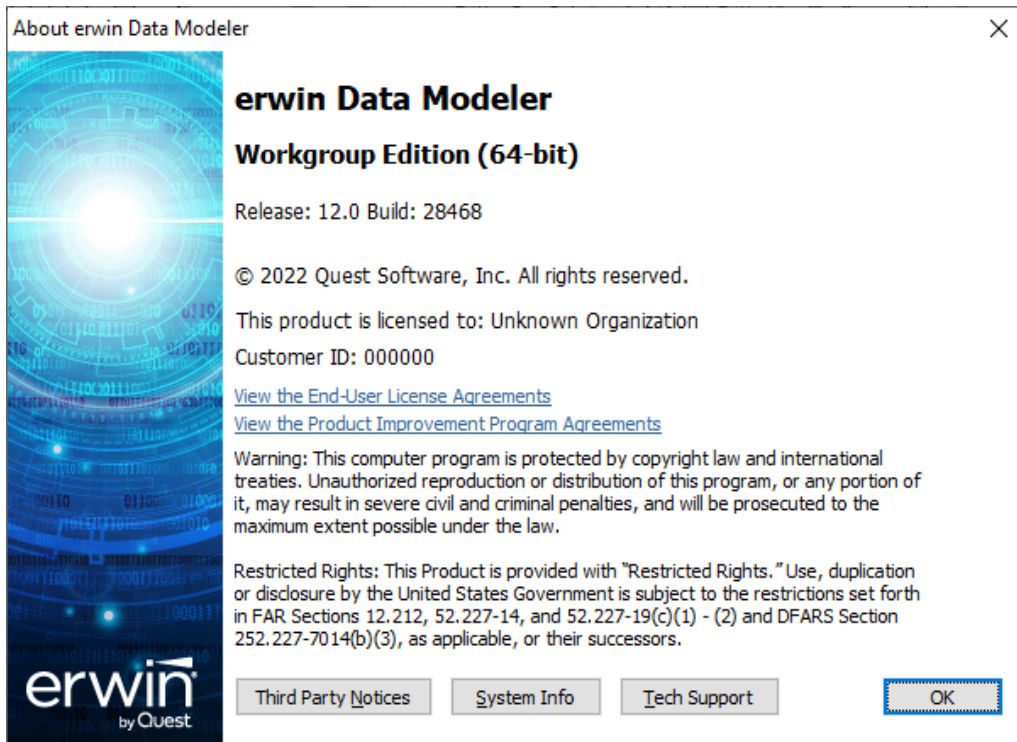 About erwin Data Modeler
erwin Data Modeler
Workgroup Edition (64-bit)
Release: 12.0 Build: 28468
© 2022 Quest Software, Inc. All rights reserved.
This product is licensed to: Unknown Organization
Customer ID: 000000
View the End-User License Agreements
View the Product Improvement Program Agreements
Warning: This computer program is protected by copyright law and international
treaties. Unauthorized reproduction or distribution of this program, or any portion of
it, may result in severe civil and criminal penalties, and will be prosecuted to the
maximum extent possible under the law.
Restricted Rights: This Product is provided with “Restricted Rights.” Use, duplication
or disclosure by the United States Government is subject to the restrictions set forth
in FAR Sections 12.212, 52.227-14, and 52.227-19(c)(1) - (2) and DFARS Section
252.227-7014(b)(3), as applicable, or their successors.
erwin
by Quest
Third Party Notices System Info Tech Support OK